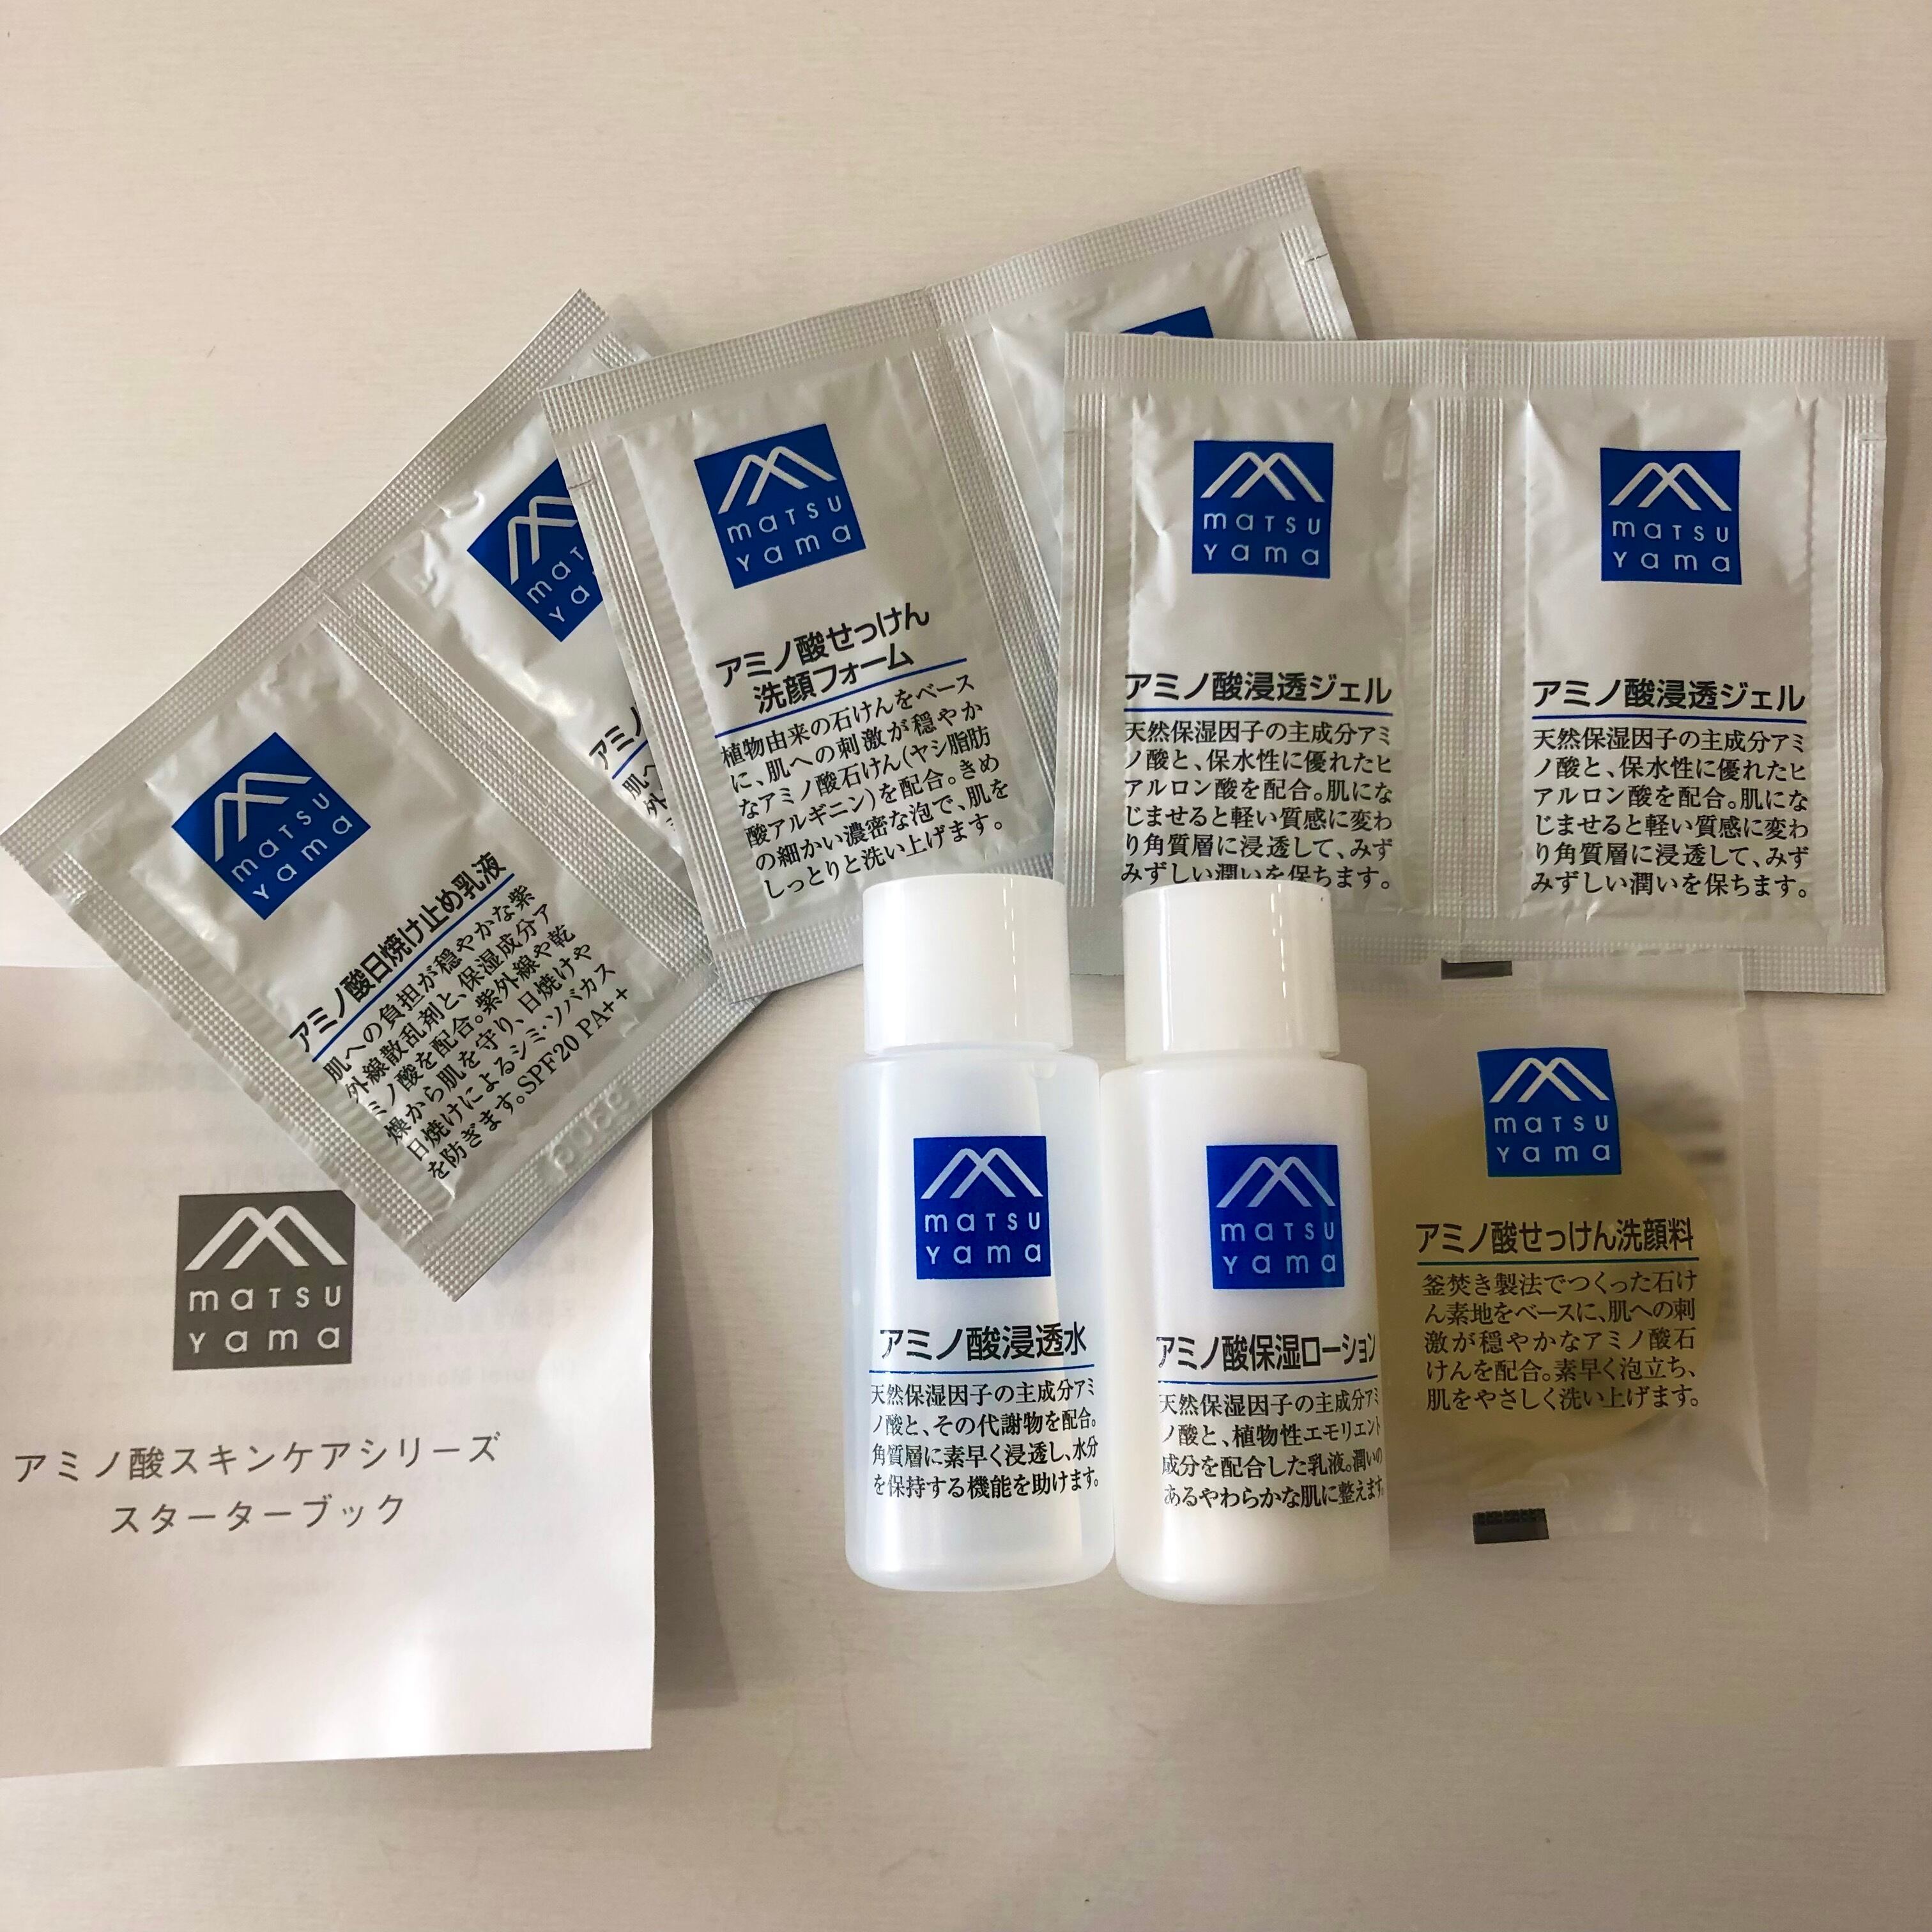 matsu
yama
matsu
yama
アミノ酸せっけん
洗顔フォーム
植物由来の石けんをベース
に、肌への刺激が穏やか
なアミノ酸石けん(ヤシ脂肪
酸アルギニン)を配合。きめ
の細かい濃密な泡で、肌を
しっとりと洗い上げます。
matsu
yama
アミノ酸浸透ジェル
天然保湿因子の主成分アミ
ノ酸と、保水性に優れたヒ
アルロン酸を配合。肌にな
じませると軽い質感に変わ
り角質層に浸透して、みず
みずしい潤いを保ちます。
matsu
yama
アミノ酸浸透ジェル
天然保湿因子の主成分アミ
ノ酸と、保水性に優れたヒ
アルロン酸を配合。肌にな
じませると軽い質感に変わ
り角質層に浸透して、みず
みずしい潤いを保ちます。
matsu
yama
アミノ酸日焼け止め乳液
肌への負担が穏やかな紫
外線散乱剤と、保湿成分ア
ミノ酸を配合。紫外線や乾
燥から肌を守り、日焼けや
日焼けによるシミ・ソバカス
を防ぎます。SPF20 PA++
matsu
yama
アミノ酸スキンケアシリーズ
スターターブック
matsu
yama
アミノ酸浸透水
天然保湿因子の主成分アミ
ノ酸と、その代謝物を配合。
角質層に素早く浸透し、水分
を保持する機能を助けます。
matsu
yama
アミノ酸保湿ローション
天然保湿因子の主成分アミ
ノ酸と、植物性エモリエント
成分を配合した乳液。潤いの
あるやわらかな肌に整えます。
matsu
yama
アミノ酸せっけん洗顔料
釜焚き製法でつくった石け
ん素地をベースに、肌への刺
激が穏やかなアミノ酸石
けんを配合。素早く泡立ち、
肌をやさしく洗い上げます。